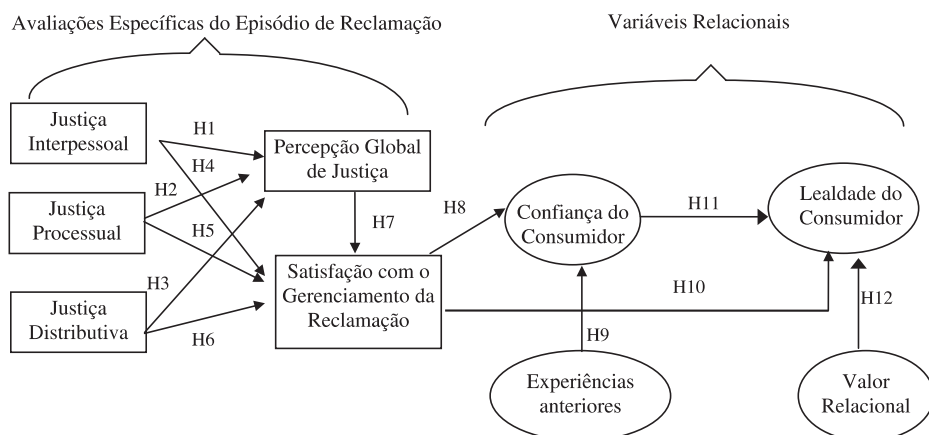 Avaliações Específicas do Episódio de Reclamação
Variáveis Relacionais
Justiça
Interpessoal
Justiça
Processual
Justiça
Distributiva
H1
H4
H2
H5
H3
H6
Percepção Global
de Justiça
H7
Satisfação com o
Gerenciamento da
Reclamação
H8
Confiança do
Consumidor
H11
Lealdade do
Consumidor
H10
H9
H12
Experiências
anteriores
Valor
Relacional